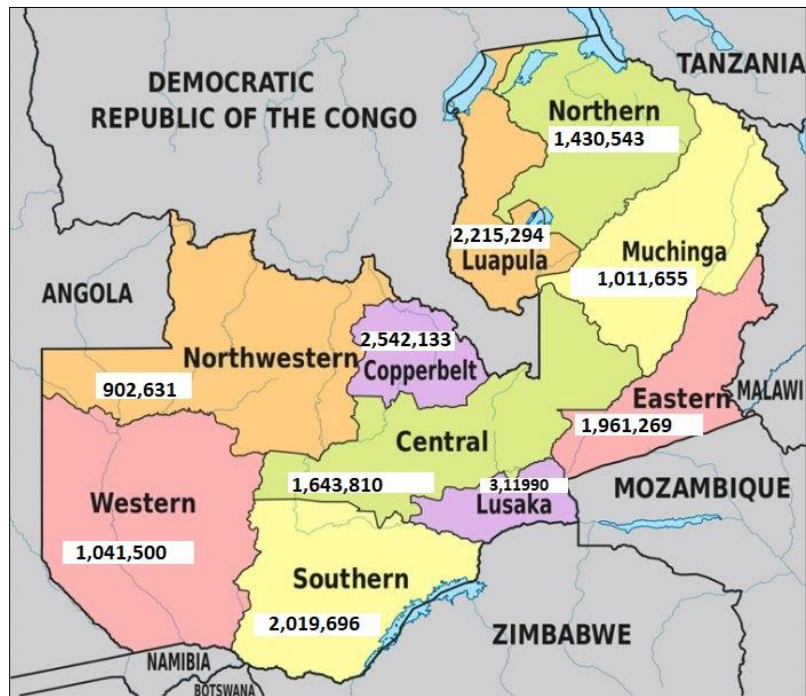 DEMOCRATIC
REPUBLIC OF THE CONGO
TANZANIA
Northern
1,430,543
2,215,294
Luapula
Muchinga
1,011,655
ANGOLA
Northwestern
902,631
2,542,133
Copperbelt
Eastern
1,961,269
MALAWI
Central
1,643,810
3,11990
Lusaka
MOZAMBIQUE
Western
1,041,500
Southern
2,019,696
ZIMBABWE
NAMIBIA
BOTSWANA